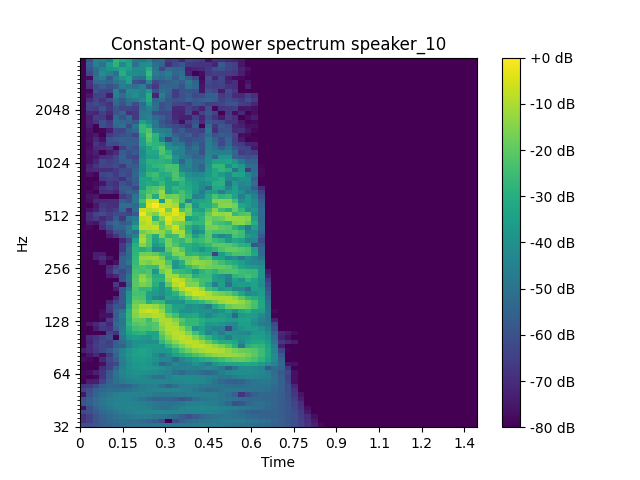 Constant-Q power spectrum speaker_10
Hz
2048
1024
512
256
128
64
32
0 0.15 0.3 0.45 0.6 0.75 0.9 1.1 1.2 1.4
Time
+0 dB
-10 dB
-20 dB
-30 dB
-40 dB
-50 dB
-60 dB
-70 dB
-80 dB